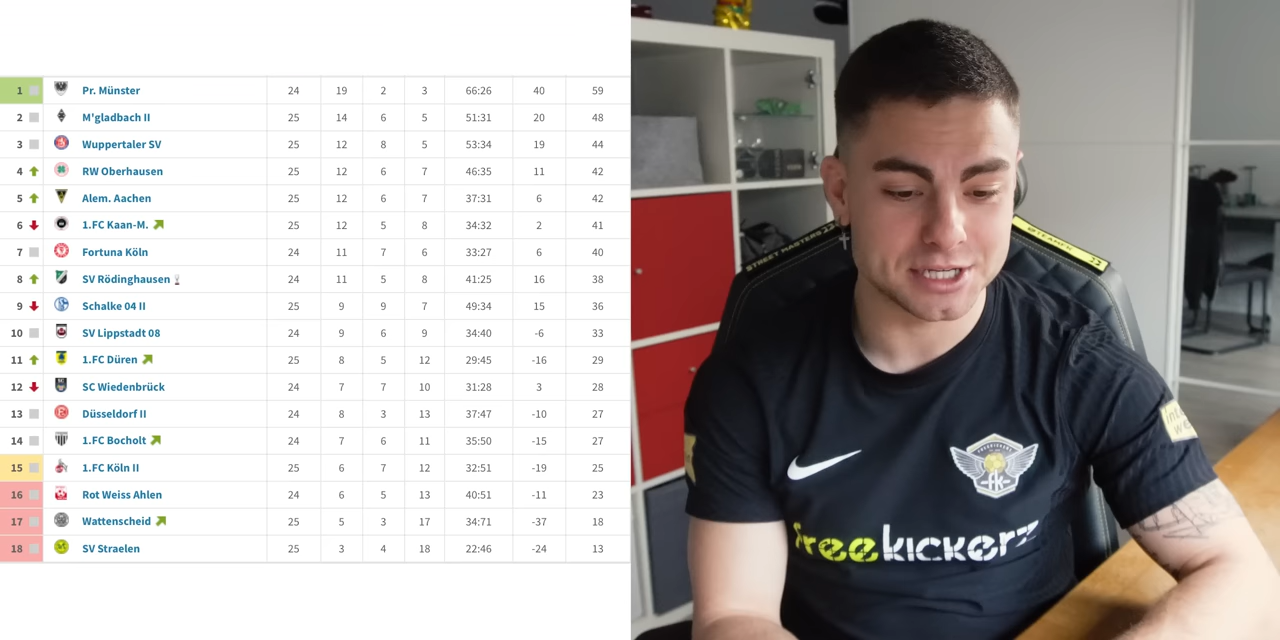 1 Pr. Münster 24 19 2 3 66:26 40 59
2 M'gladbach II 25 14 6 5 51:31 20 48
3 Wuppertaler SV 25 12 8 5 53:34 19 44
4 RW Oberhausen 25 12 6 7 46:35 11 42
5 Alem. Aachen 25 12 6 7 37:31 6 42
6 1.FC Kaan-M. 25 12 5 8 34:32 2 41
7 Fortuna Köln 24 11 7 6 33:27 6 40
8 SV Rödinghausen 24 11 5 8 41:25 16 38
9 Schalke 04 II 25 9 9 7 49:34 15 36
10 SV Lippstadt 08 24 9 6 9 34:40 -6 33
11 1.FC Düren 25 8 5 12 29:45 -16 29
12 SC Wiedenbrück 24 7 7 10 31:28 3 28
13 Düsseldorf II 24 8 3 13 37:47 -10 27
14 1.FC Bocholt 24 7 6 11 35:50 -15 27
15 1.FC Köln II 25 6 7 12 32:51 -19 25
16 Rot Weiss Ahlen 24 6 5 13 40:51 -11 23
17 Wattenscheid 25 5 3 17 34:71 -37 18
18 SV Straelen 25 3 4 18 22:46 -24 13
STREET MASTERS 22
fk
freekickerz